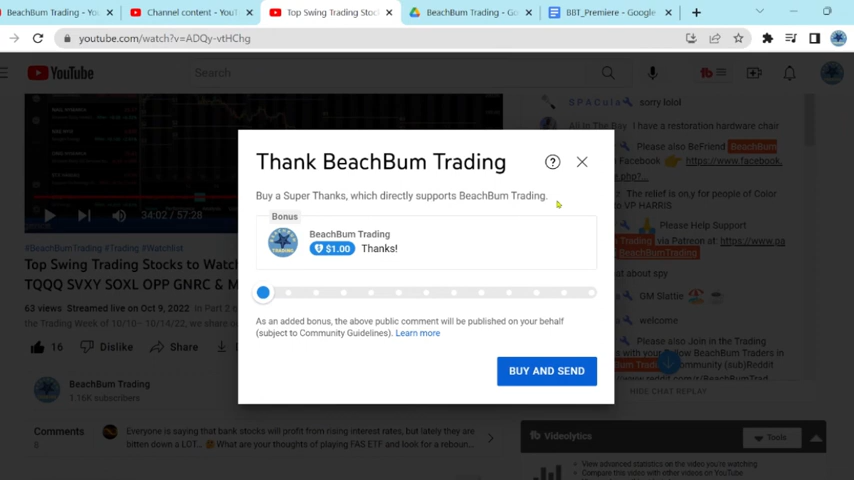 BeachBum Trading - You
Channel content - YouT
Top Swing Trading Stoc
BeachBum Trading - Go
BBT_Premiere - Google
youtube.com/watch?v=ADQy-vtHChg
YouTube
Search
34:02 / 57:28
#BeachBumTrading #Trading #Watchlist
Top Swing Trading Stocks to Watch
TQQQ SVXY SOXL OPP GNRC & M
63 views Streamed live on Oct 9, 2022 In Part 2
the Trading Week of 10/10 - 10/14/22, we share o
16 Dislike Share
BeachBum Trading
1.16K subscribers
Comments
6
Everyone is saying that bank stocks will profit from rising interest rates, but lately they are
bitten down a LOT... What are your thoughts of playing FAS ETF and look for a reboun...
Thank BeachBum Trading
Buy a Super Thanks, which directly supports BeachBum Trading.
Bonus
BeachBum Trading
$1.00 Thanks!
As an added bonus, the above public comment will be published on your behalf
(subject to Community Guidelines). Learn more
BUY AND SEND
SPACula sorry lolol
Ali In The Bay I have a restoration hardware chair
Please also BeFriend BeachBum
Facebook https://www.facebook.
The relief is only for people of Color
VP HARRIS
Please Help Support
Trading via Patreon at: https://www.pa
BeachBumTrading
about spy
GM Slattie
welcome
Please also Join in the Trading
with your Fellow BeachBum Traders in
HIDE CHAT REPLAY
Videolytics
Tools
View advanced statistics on the video you're watching
Compare this video with other videos on YouTube